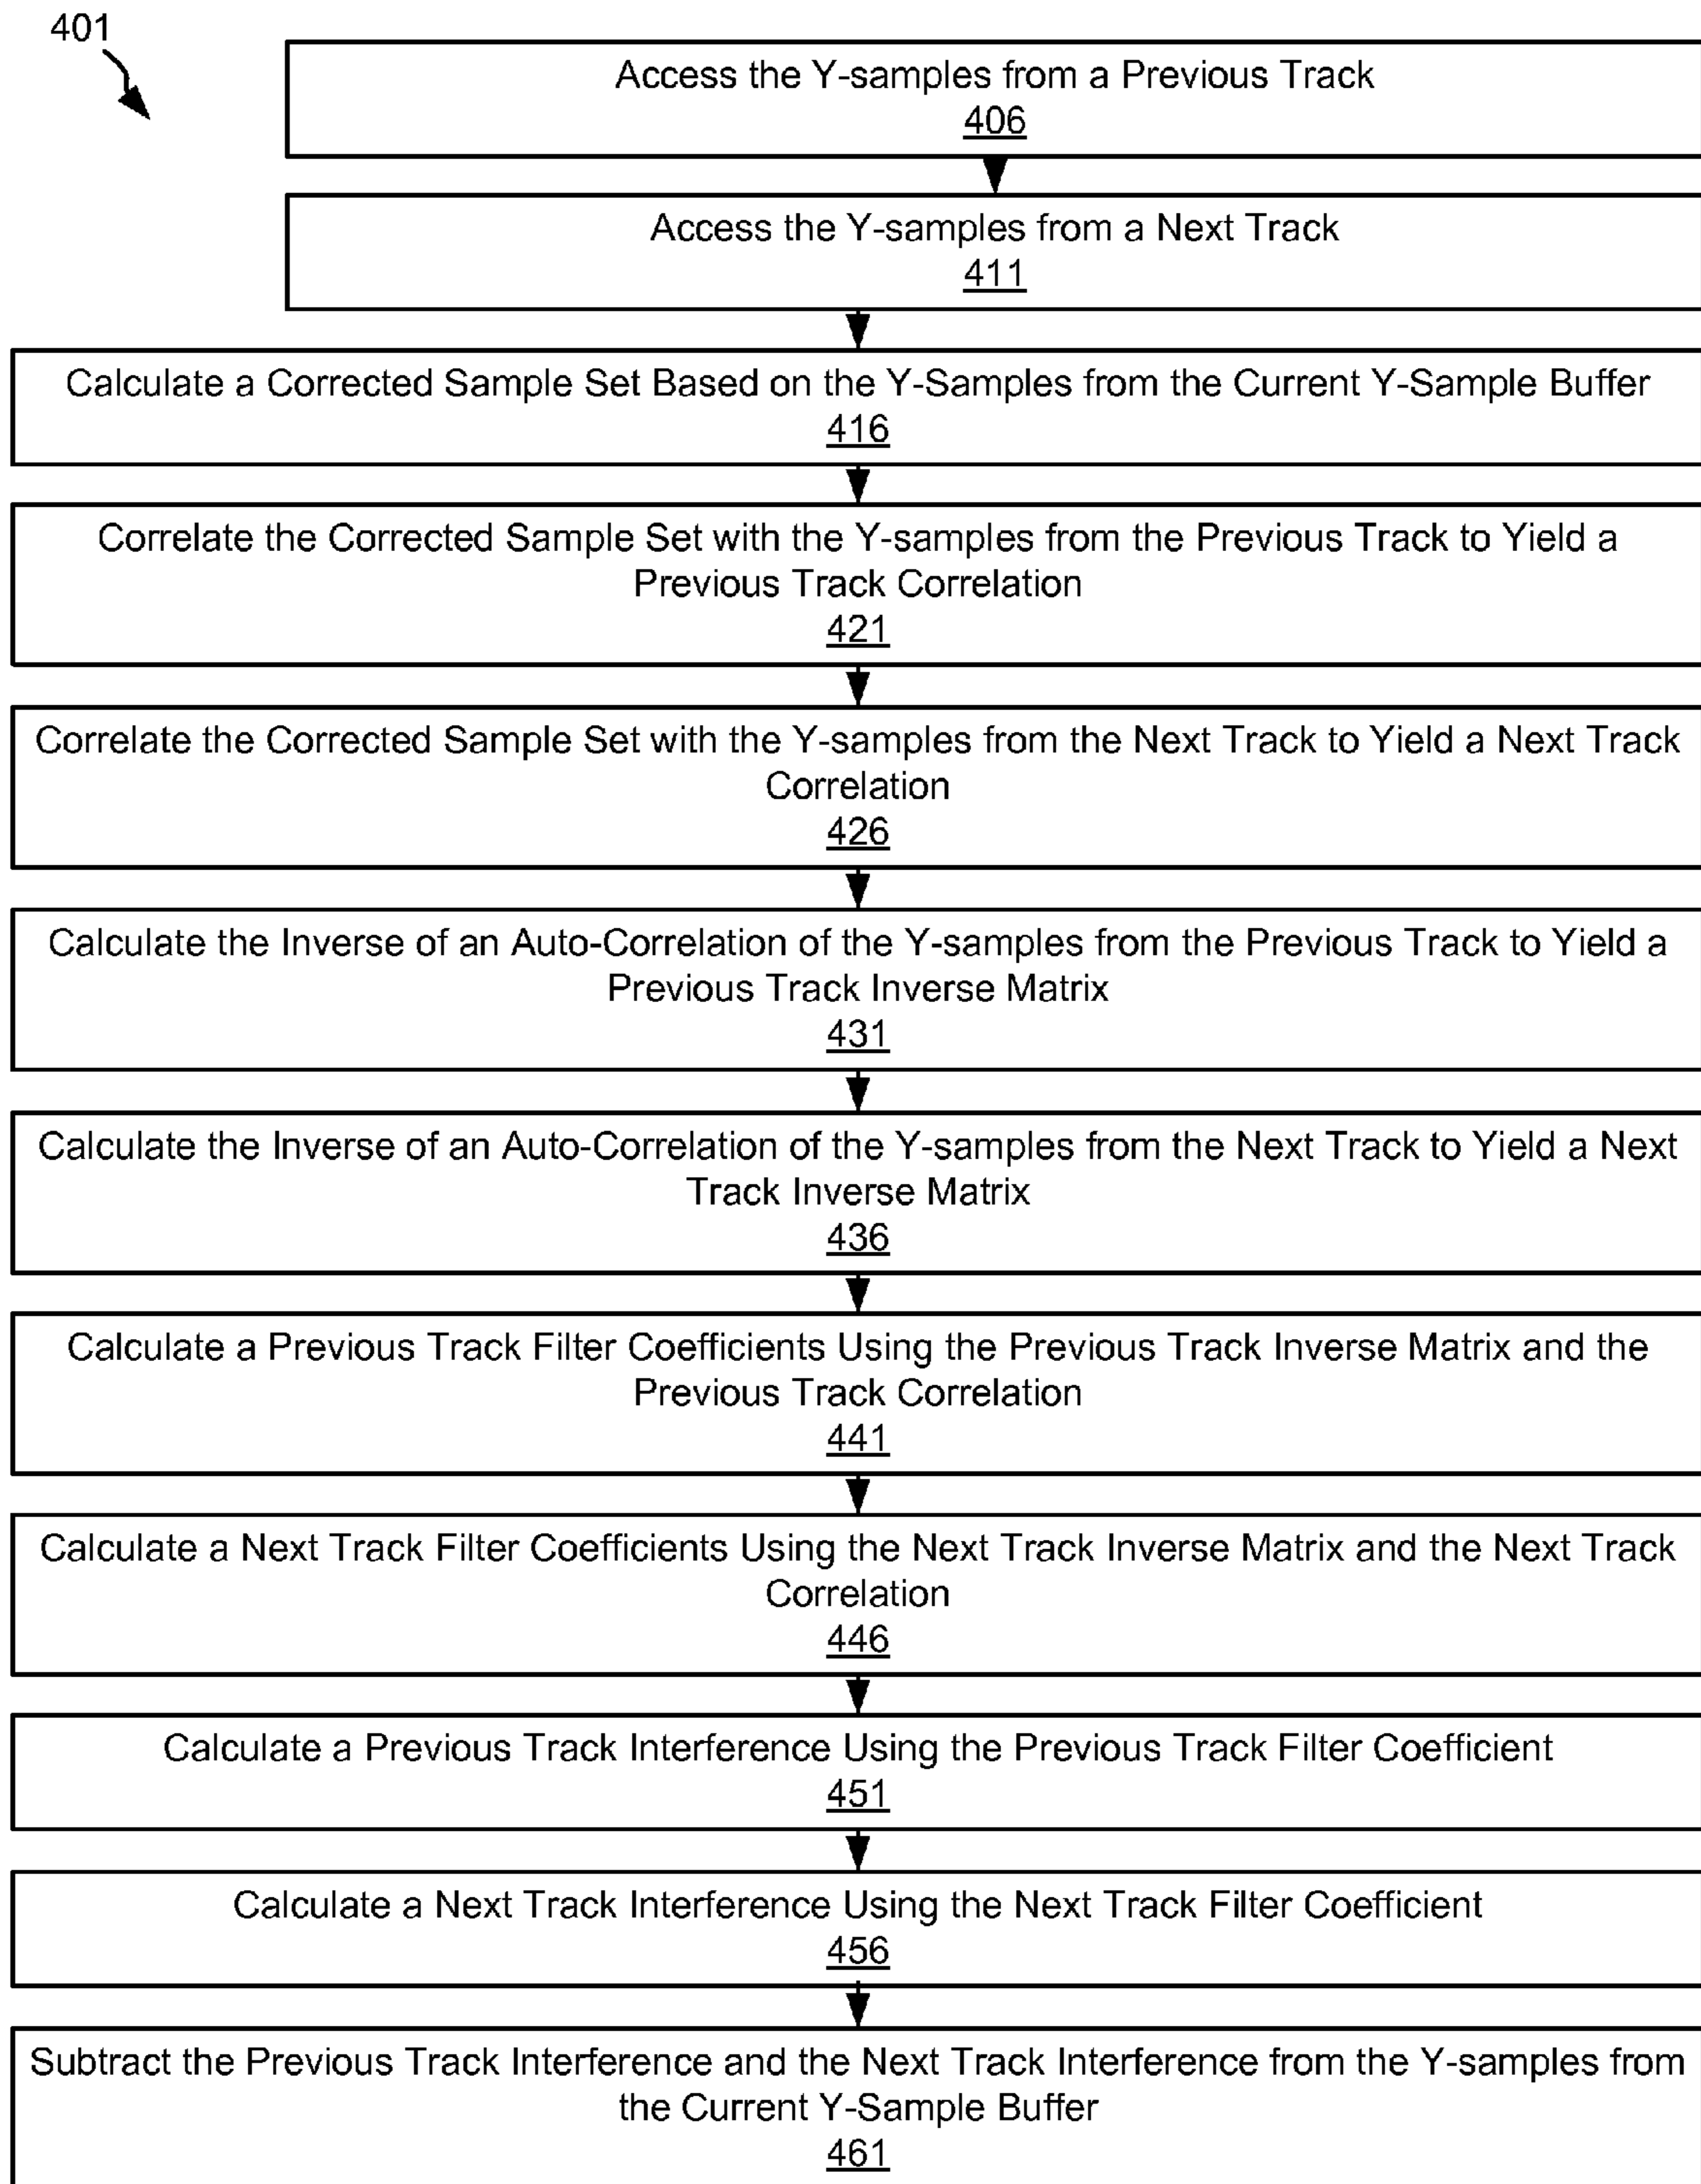 401
Access the Y-samples from a Previous Track
406
Access the Y-samples from a Next Track
411
Calculate a Corrected Sample Set Based on the Y-Samples from the Current Y-Sample Buffer
416
Correlate the Corrected Sample Set with the Y-samples from the Previous Track to Yield a
Previous Track Correlation
421
Correlate the Corrected Sample Set with the Y-samples from the Next Track to Yield a Next Track
Correlation
426
Calculate the Inverse of an Auto-Correlation of the Y-samples from the Previous Track to Yield a
Previous Track Inverse Matrix
431
Calculate the Inverse of an Auto-Correlation of the Y-samples from the Next Track to Yield a Next
Track Inverse Matrix
436
Calculate a Previous Track Filter Coefficients Using the Previous Track Inverse Matrix and the
Previous Track Correlation
441
Calculate a Next Track Filter Coefficients Using the Next Track Inverse Matrix and the Next Track
Correlation
446
Calculate a Previous Track Interference Using the Previous Track Filter Coefficient
451
Calculate a Next Track Interference Using the Next Track Filter Coefficient
456
Subtract the Previous Track Interference and the Next Track Interference from the Y-samples from
the Current Y-Sample Buffer
461